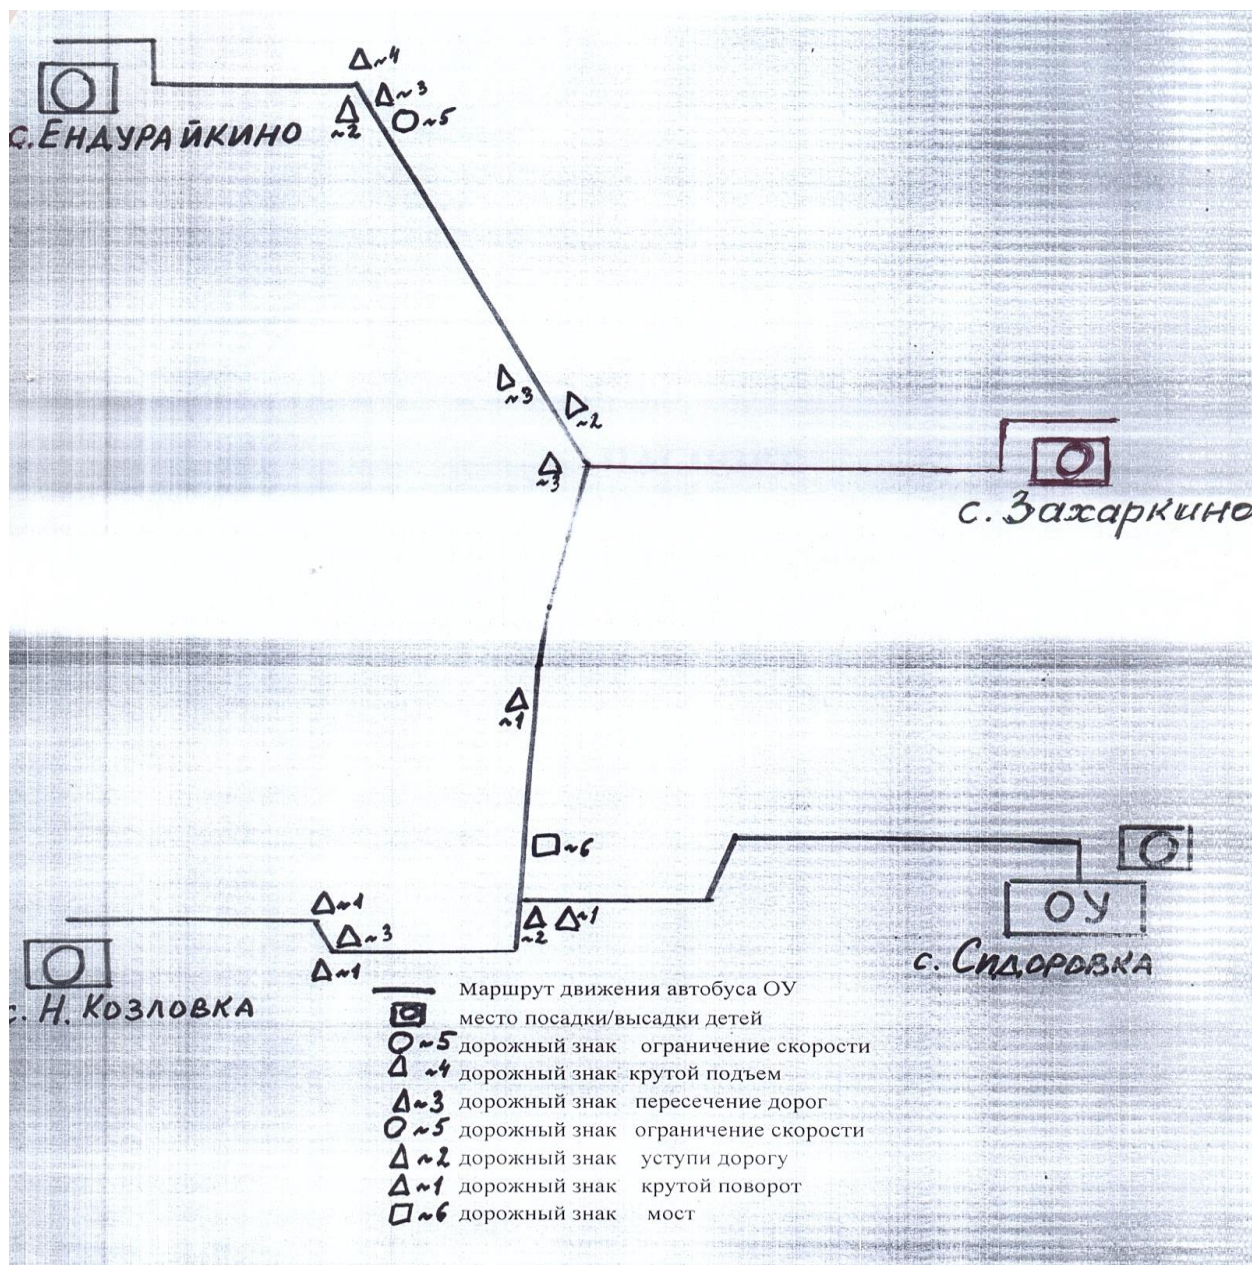 ~4
~3
~2
~5
с. ЕНДУРАЙКИНО
~3
~2
~3
с. Захаркино
~1
~6
~1
~3
~2
~1
~1
ОУ
с. СИДОРОВКА
с. Н. КОЗЛОВКА
Маршрут движения автобуса ОУ
место посадки/высадки детей
~5 дорожный знак ограничение скорости
~4 дорожный знак крутой подъем
~3 дорожный знак пересечение дорог
~5 дорожный знак ограничение скорости
~2 дорожный знак уступи дорогу
~1 дорожный знак крутой поворот
~6 дорожный знак мост